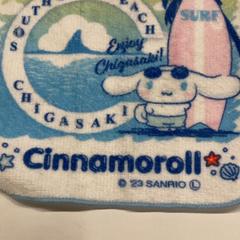 SOUTH BEACH
SURF
Enjoy
Chigasaki!
CHIGASAKI
Cinnamoroll
© '23 SANRIO Ⓛ